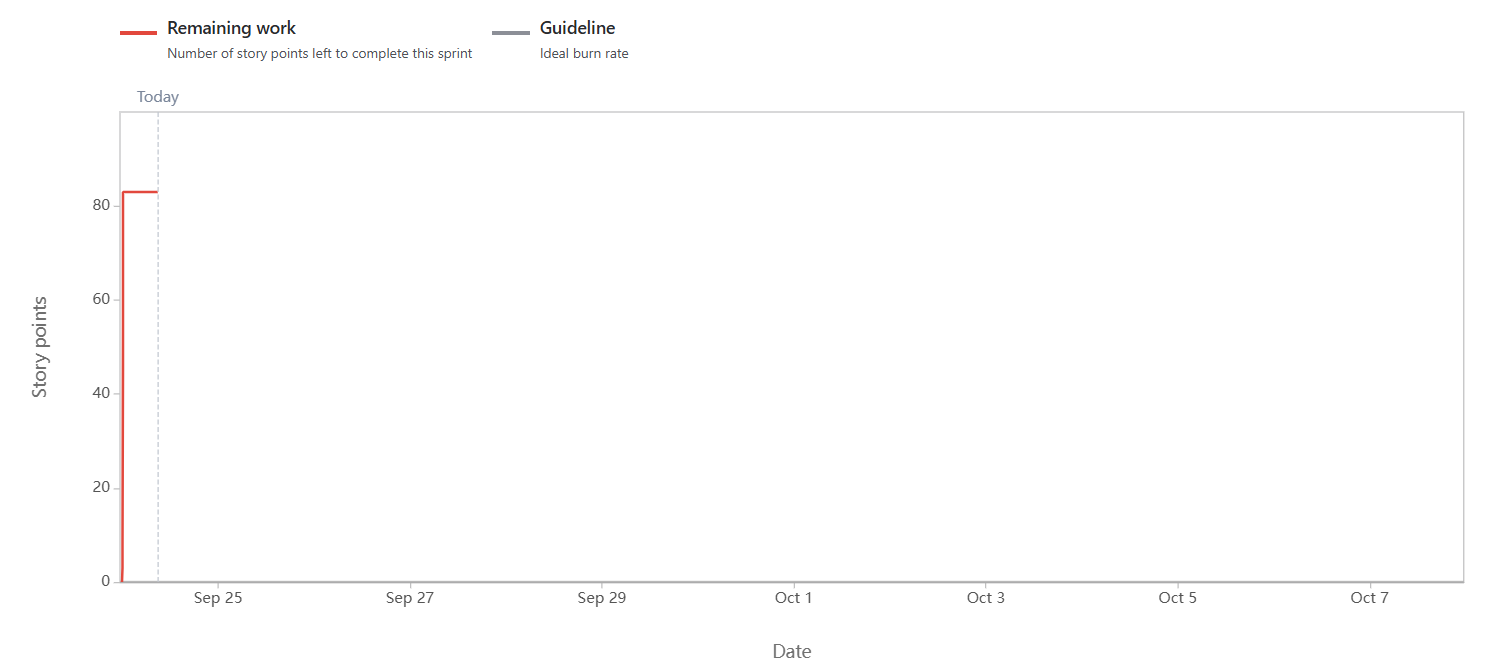 Remaining work
Number of story points left to complete this sprint
Guideline
Ideal burn rate
Today
Story points
80
60
40
20
0
Sep 25
Sep 27
Sep 29
Oct 1
Oct 3
Oct 5
Oct 7
Date